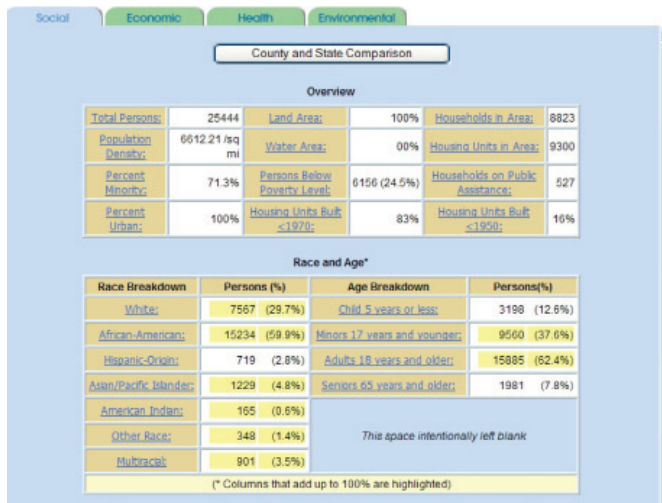 Social Economic Health Environmental
County and State Comparison
Overview
Total Persons: 25444 Land Area: 100% Households in Area: 8823
Population Density: 6612.21 /sq mi Water Area: 00% Housing Units in Area: 9300
Percent Minority: 71.3% Persons Below Poverty Level: 6156 (24.5%) Households on Public Assistance: 527
Percent Urban: 100% Housing Units Built <1970: 83% Housing Units Built <1950: 16%
Race and Age*
Race Breakdown Persons (%) Age Breakdown Persons(%)
White: 7567 (29.7%) Child 5 years or less: 3198 (12.6%)
African-American: 15234 (59.9%) Minors 17 years and younger: 9560 (37.6%)
Hispanic-Origin: 719 (2.8%) Adults 18 years and older: 15885 (62.4%)
Asian/Pacific Islander: 1229 (4.8%) Seniors 65 years and older: 1981 (7.8%)
American Indian: 165 (0.6%)
Other Race: 348 (1.4%) This space intentionally left blank
Multiracial: 901 (3.5%)
(* Columns that add up to 100% are highlighted)